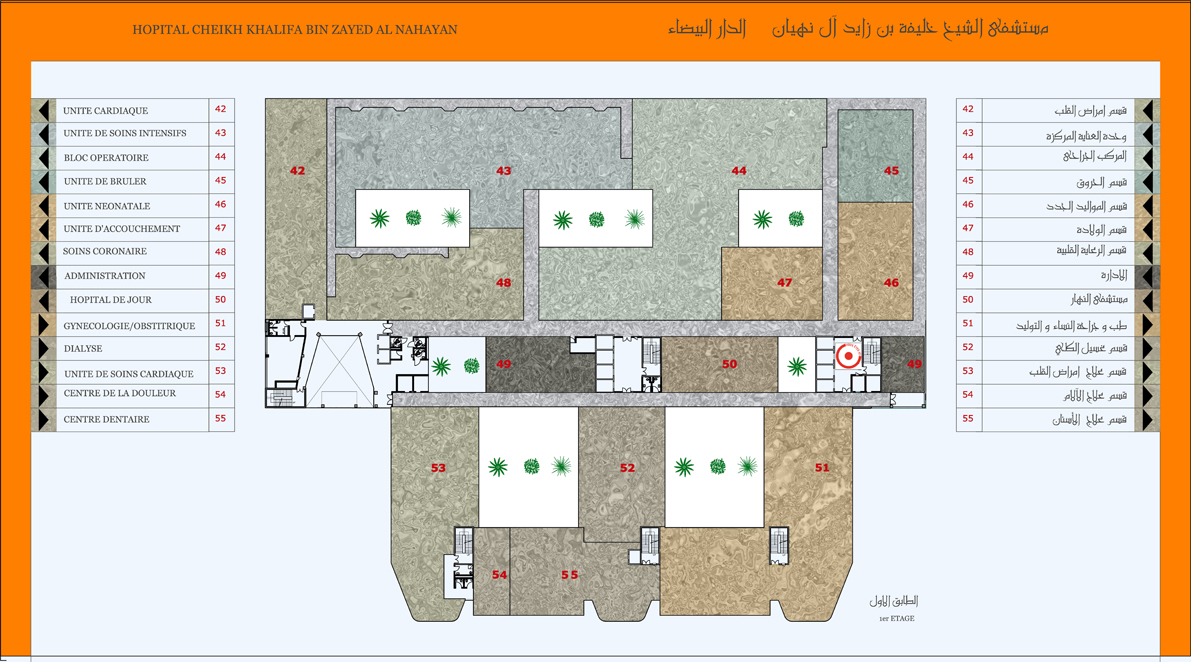 HOPITAL CHEIKH KHALIFA BIN ZAYED AL NAHAYAN
مستشفى الشيخ خليفة بن زايد آل نهيان الدار البيضاء
UNITE CARDIAQUE 42
UNITE DE SOINS INTENSIFS 43
BLOC OPERATOIRE 44
UNITE DE BRULER 45
UNITE NEONATALE 46
UNITE D'ACCOUCHEMENT 47
SOINS CORONAIRE 48
ADMINISTRATION 49
HOPITAL DE JOUR 50
GYNECOLOGIE/OBSTITRIQUE 51
DIALYSE 52
UNITE DE SOINS CARDIAQUE 53
CENTRE DE LA DOULEUR 54
CENTRE DENTAIRE 55
42 43 44 45
48 47 46
49 50 49
53 52 51
54 55
42 قسم امراض القلب
43 وحدة العناية المركزة
44 المركب الجراحي
45 قسم الحروق
46 قسم المواليد الجدد
47 قسم الولادة
48 قسم الرعاية القلبية
49 الادارة
50 مستشفى النهار
51 طب و جراحة النساء و التوليد
52 قسم غسيل الكلي
53 قسم علاج امراض القلب
54 قسم علاج الالام
55 قسم علاج الأسنان
الطابق الاول
1er ETAGE